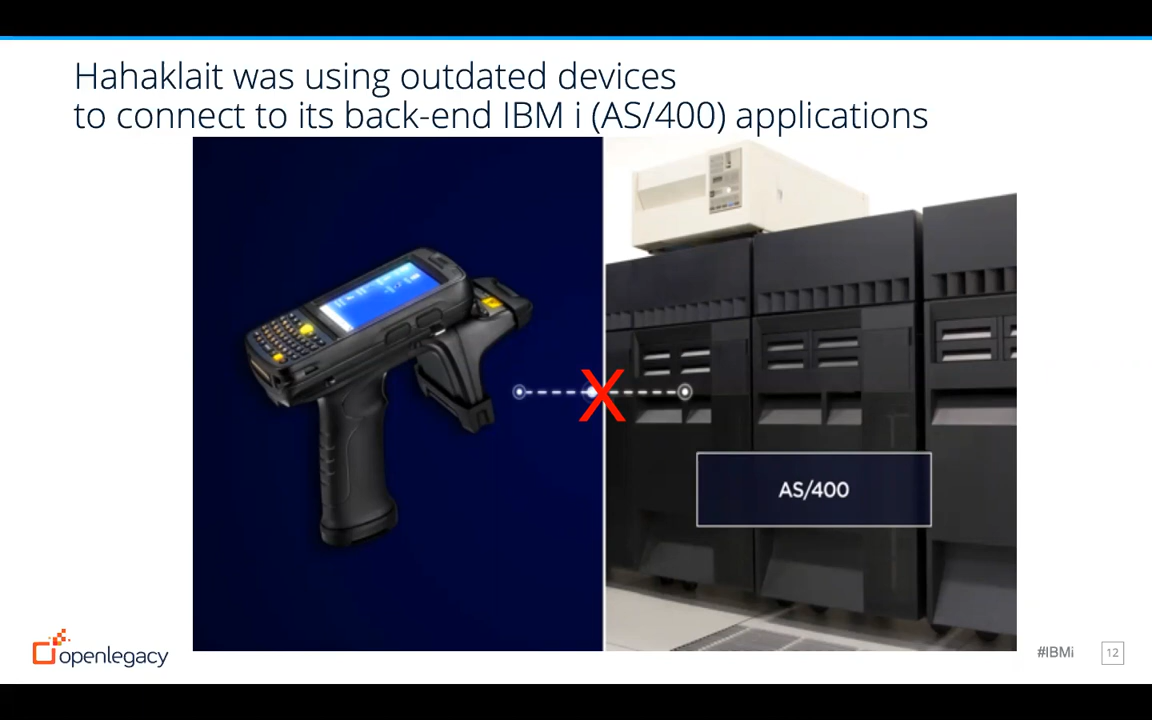 Hahaklait was using outdated devices
to connect to its back-end IBM i (AS/400) applications
AS/400
openlegacy
#IBMi
12